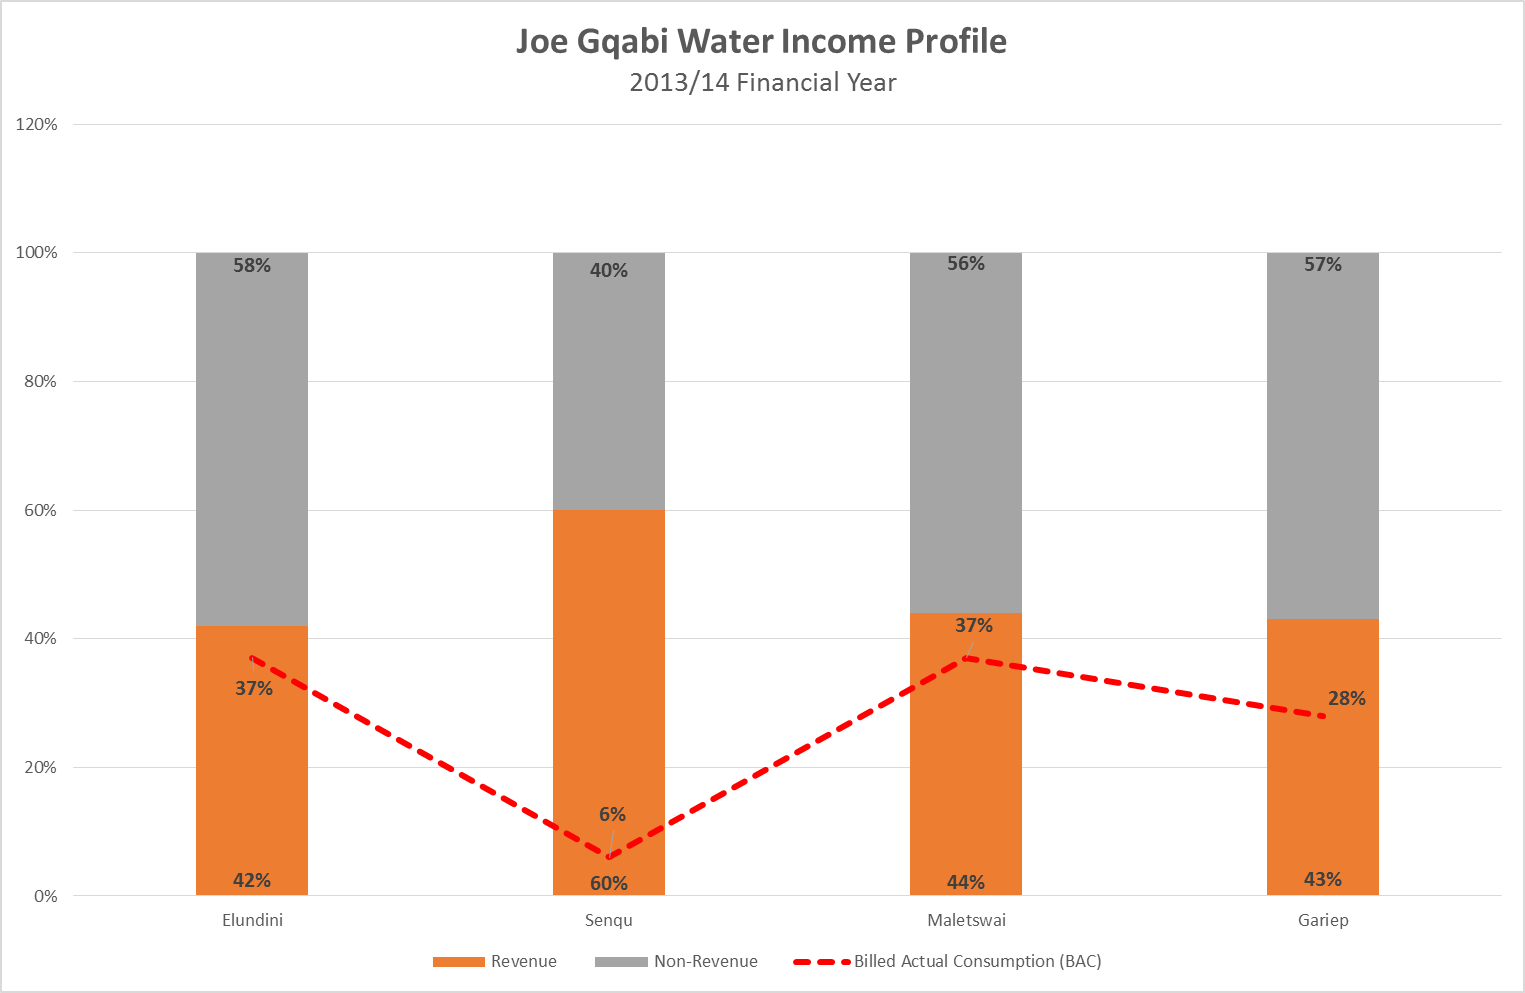 Joe Gqabi Water Income Profile
2013/14 Financial Year
120%
100%
80%
60%
40%
20%
0%
58%
40%
56%
57%
37%
6%
37%
28%
42%
60%
44%
43%
Elundini
Senqu
Maletswai
Gariep
Revenue
Non-Revenue
Billed Actual Consumption (BAC)